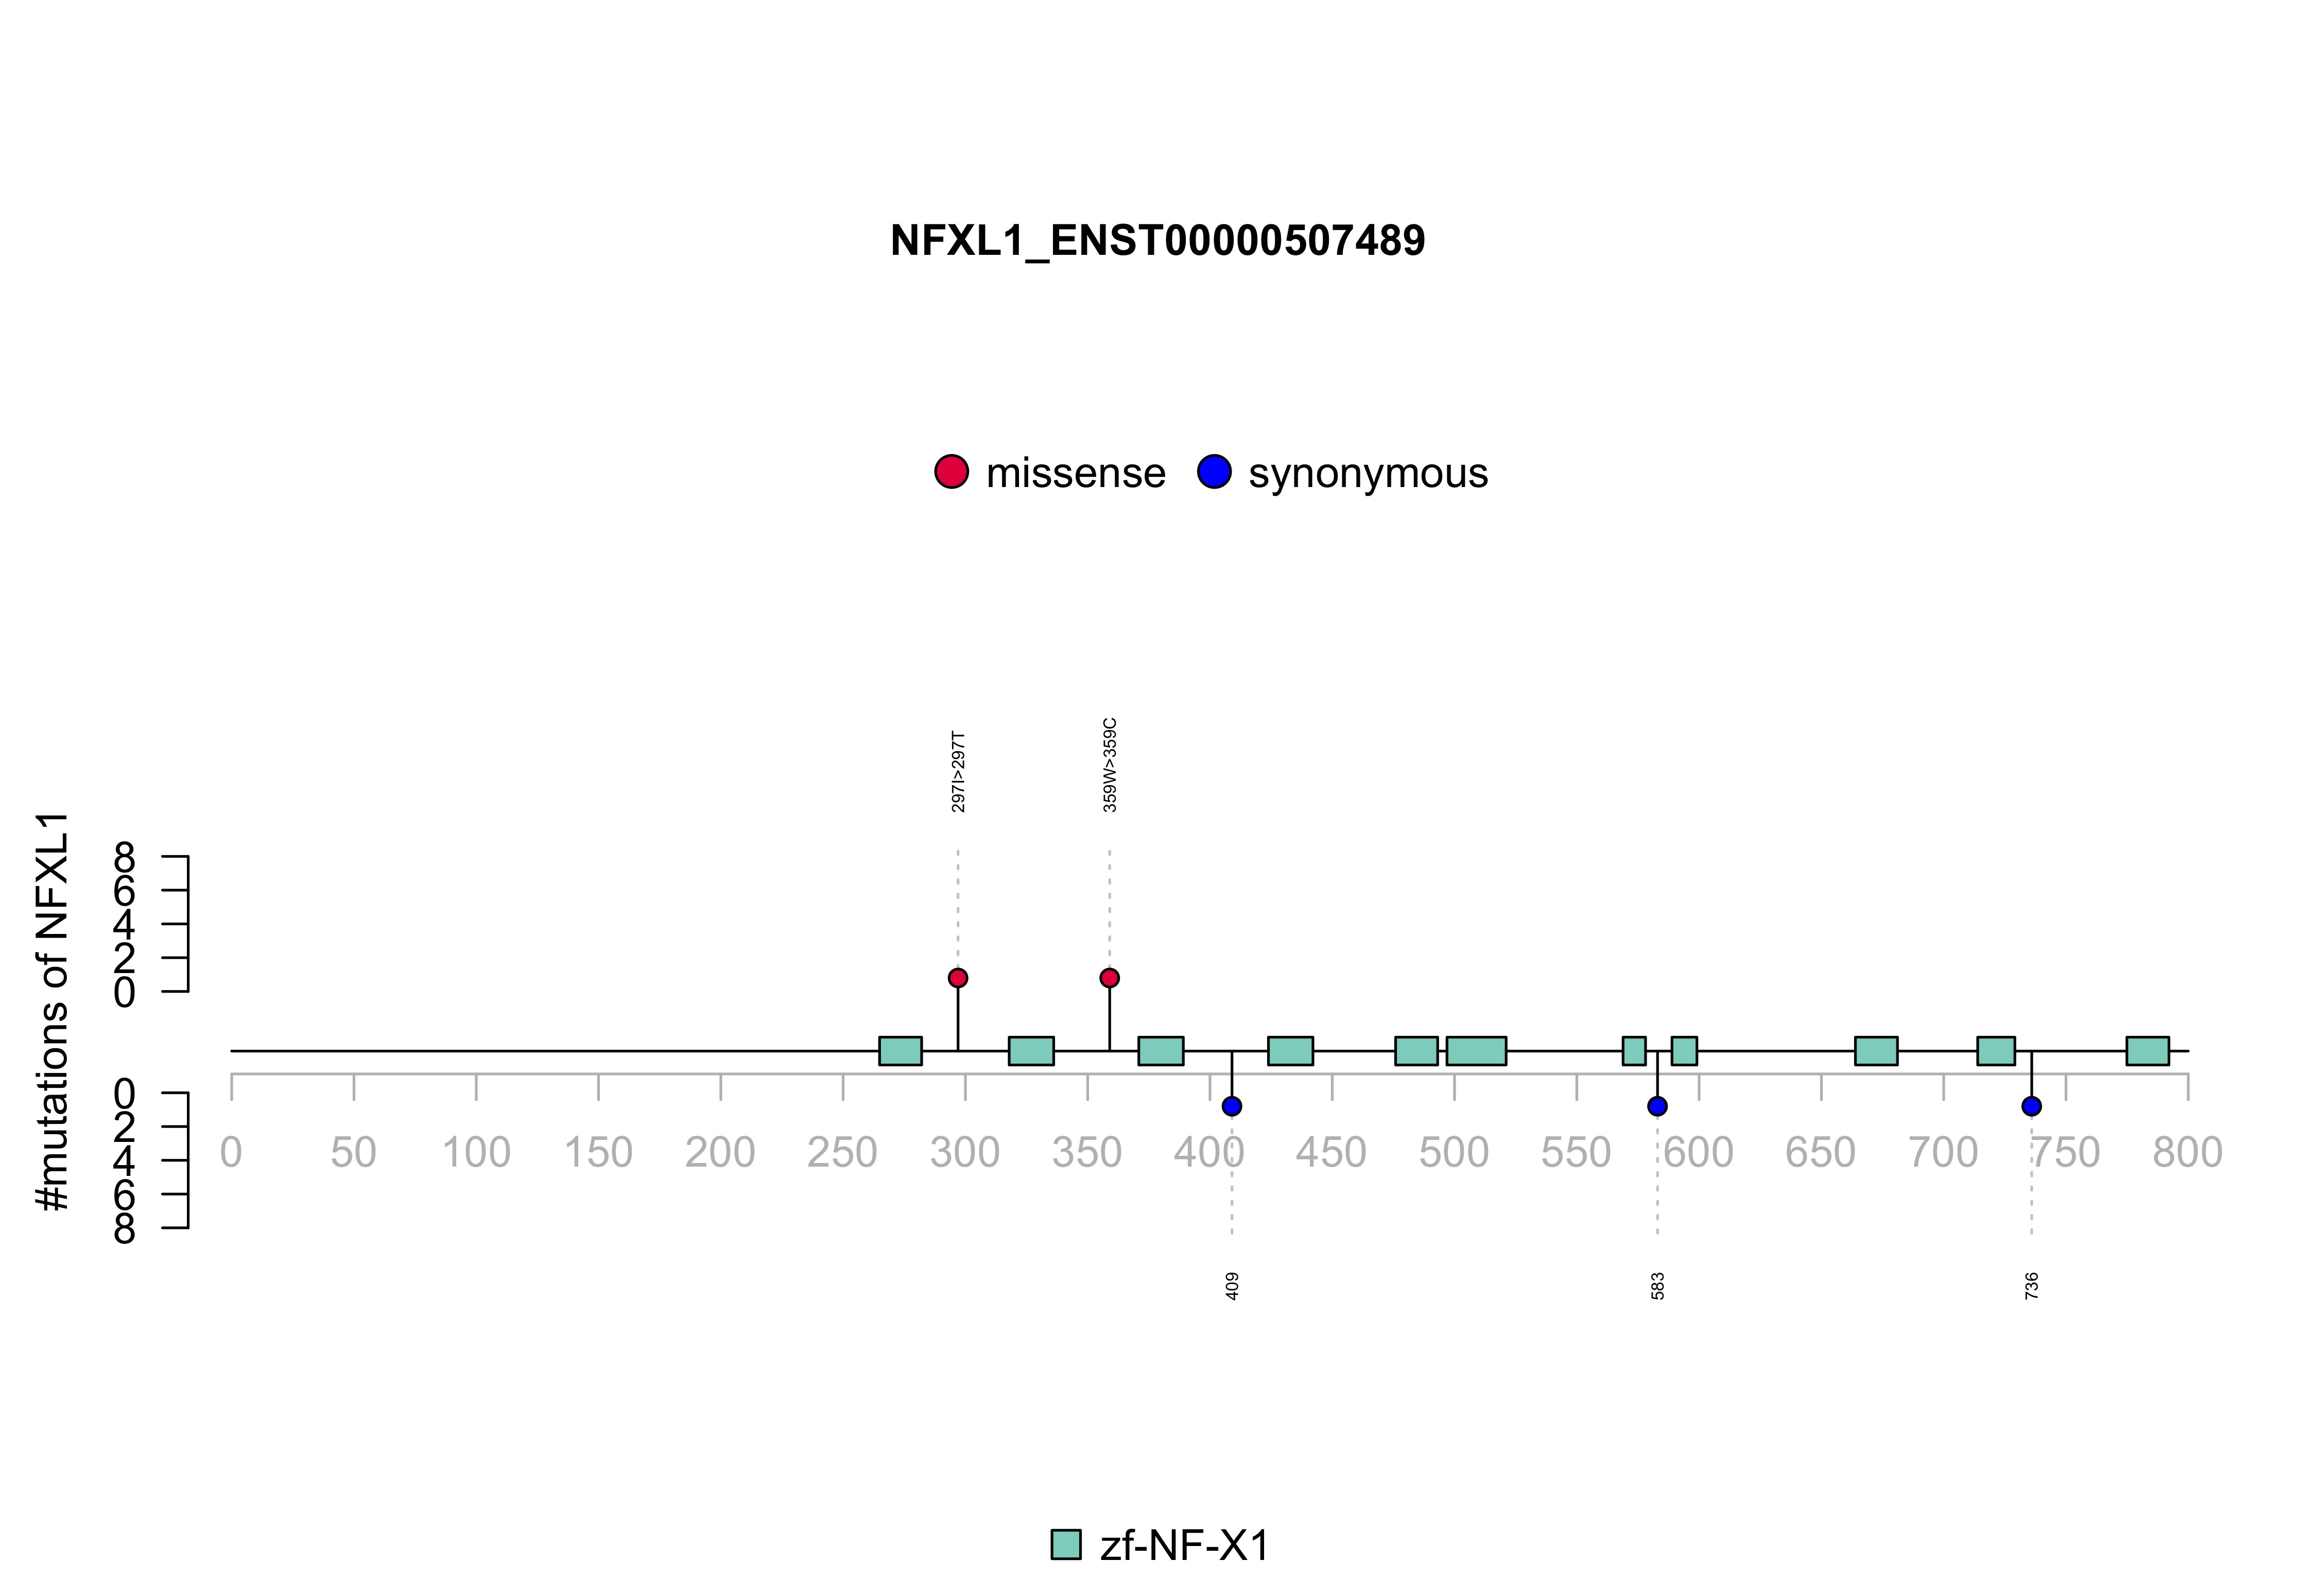 NFXL1_ENST00000507489
missense synonymous
297I>297T
359W>359C
#mutations of NFXL1
8
6
4
2
0
0
2
4
6
8
0 50 100 150 200 250 300 350 400 450 500 550 600 650 700 750 800
409
583
736
zf-NF-X1